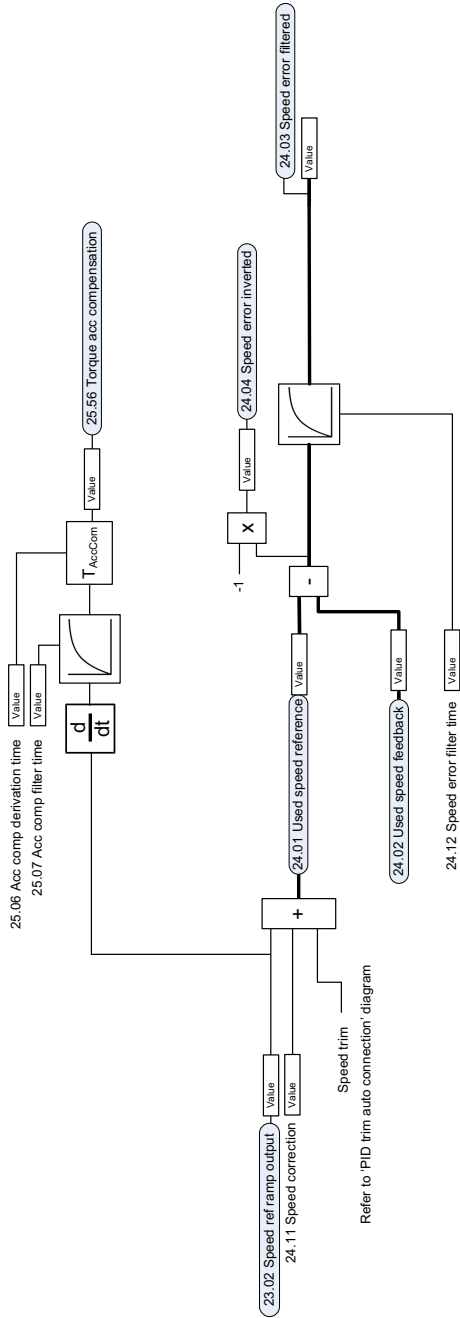 25.06 Acc comp derivation time
Value
25.07 Acc comp filter time
Value
d
dt
TAccCom
Value
25.56 Torque acc compensation
23.02 Speed ref ramp output
Value
24.11 Speed correction
Value
Speed trim
Refer to ‘PID trim auto connection’ diagram
+
24.01 Used speed reference
Value
-1
x
Value
24.04 Speed error inverted
-
24.02 Used speed feedback
Value
24.12 Speed error filter time
Value
24.03 Speed error filtered
Value